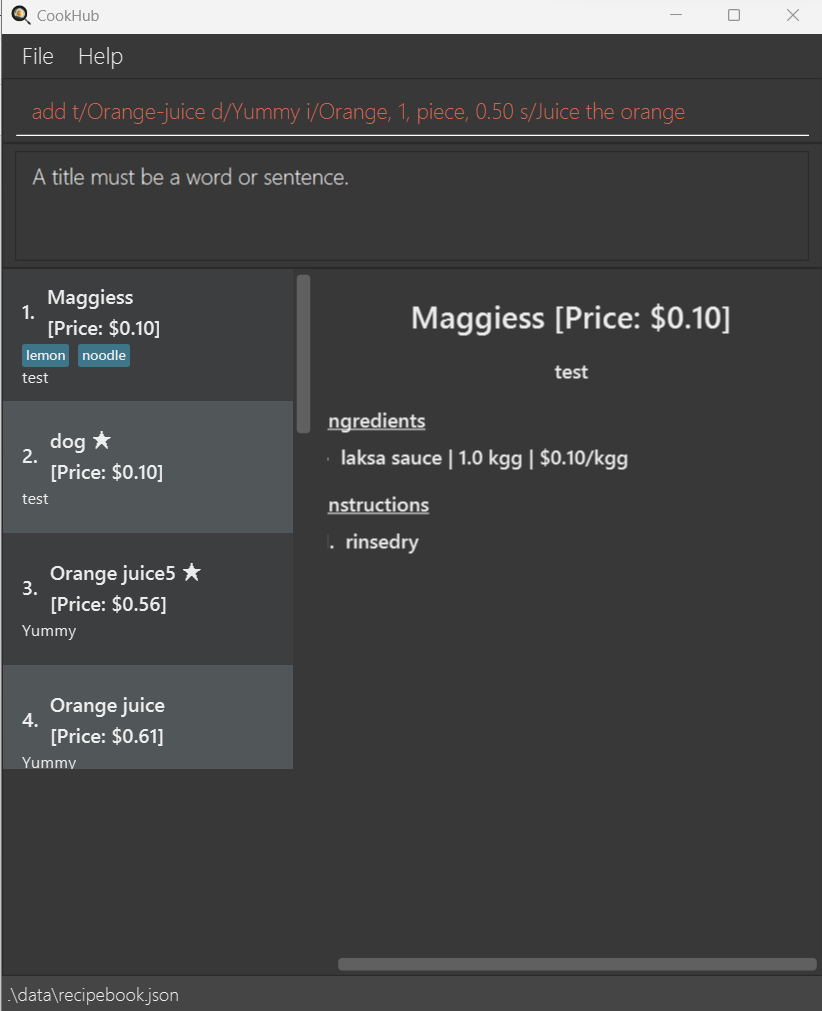 CookHub
File Help
add t/Orange-juice d/Yummy i/Orange, 1, piece, 0.50 s/Juice the orange
A title must be a word or sentence.
1. Maggiess
[Price: $0.10]
lemon noodle
test
2. dog ★
[Price: $0.10]
test
3. Orange juice5 ★
[Price: $0.56]
Yummy
4. Orange juice
[Price: $0.61]
Yummy
Maggiess [Price: $0.10]
test
ngredients
· laksa sauce | 1.0 kgg | $0.10/kgg
nstructions
. rinsedry
.\data\recipebook.json